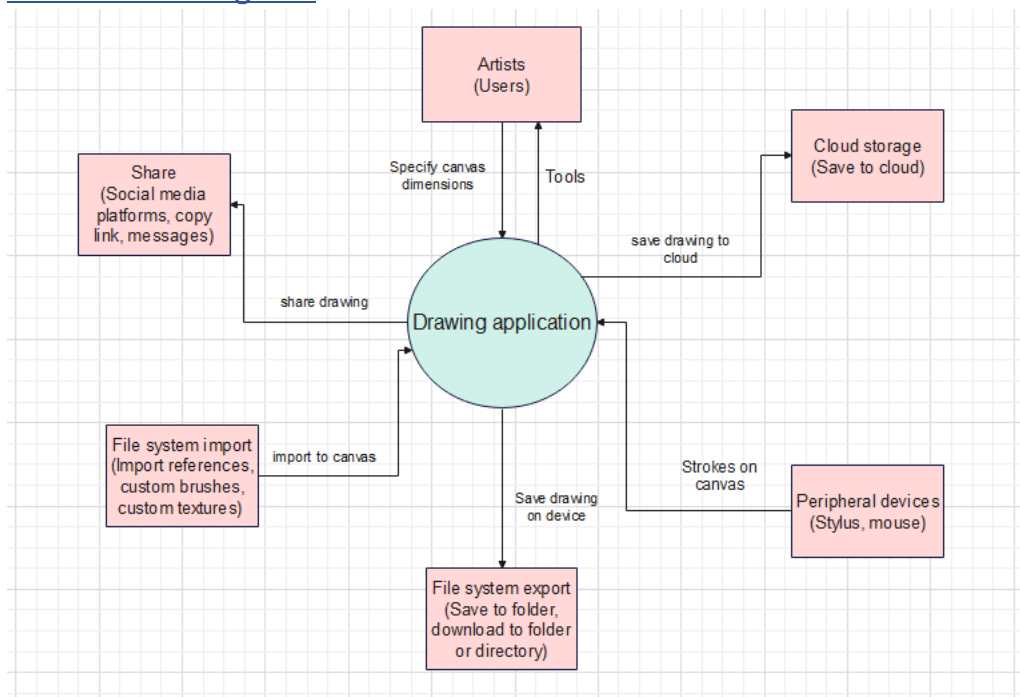 Artists
(Users)
Specify canvas
dimensions
Tools
Cloud storage
(Save to cloud)
Share
(Social media
platforms, copy
link, messages)
save drawing to
cloud
share drawing
Drawing application
File system import
(Import references,
custom brushes,
custom textures)
import to canvas
Strokes on
canvas
Peripheral devices
(Stylus, mouse)
Save drawing
on device
File system export
(Save to folder,
download to folder
or directory)